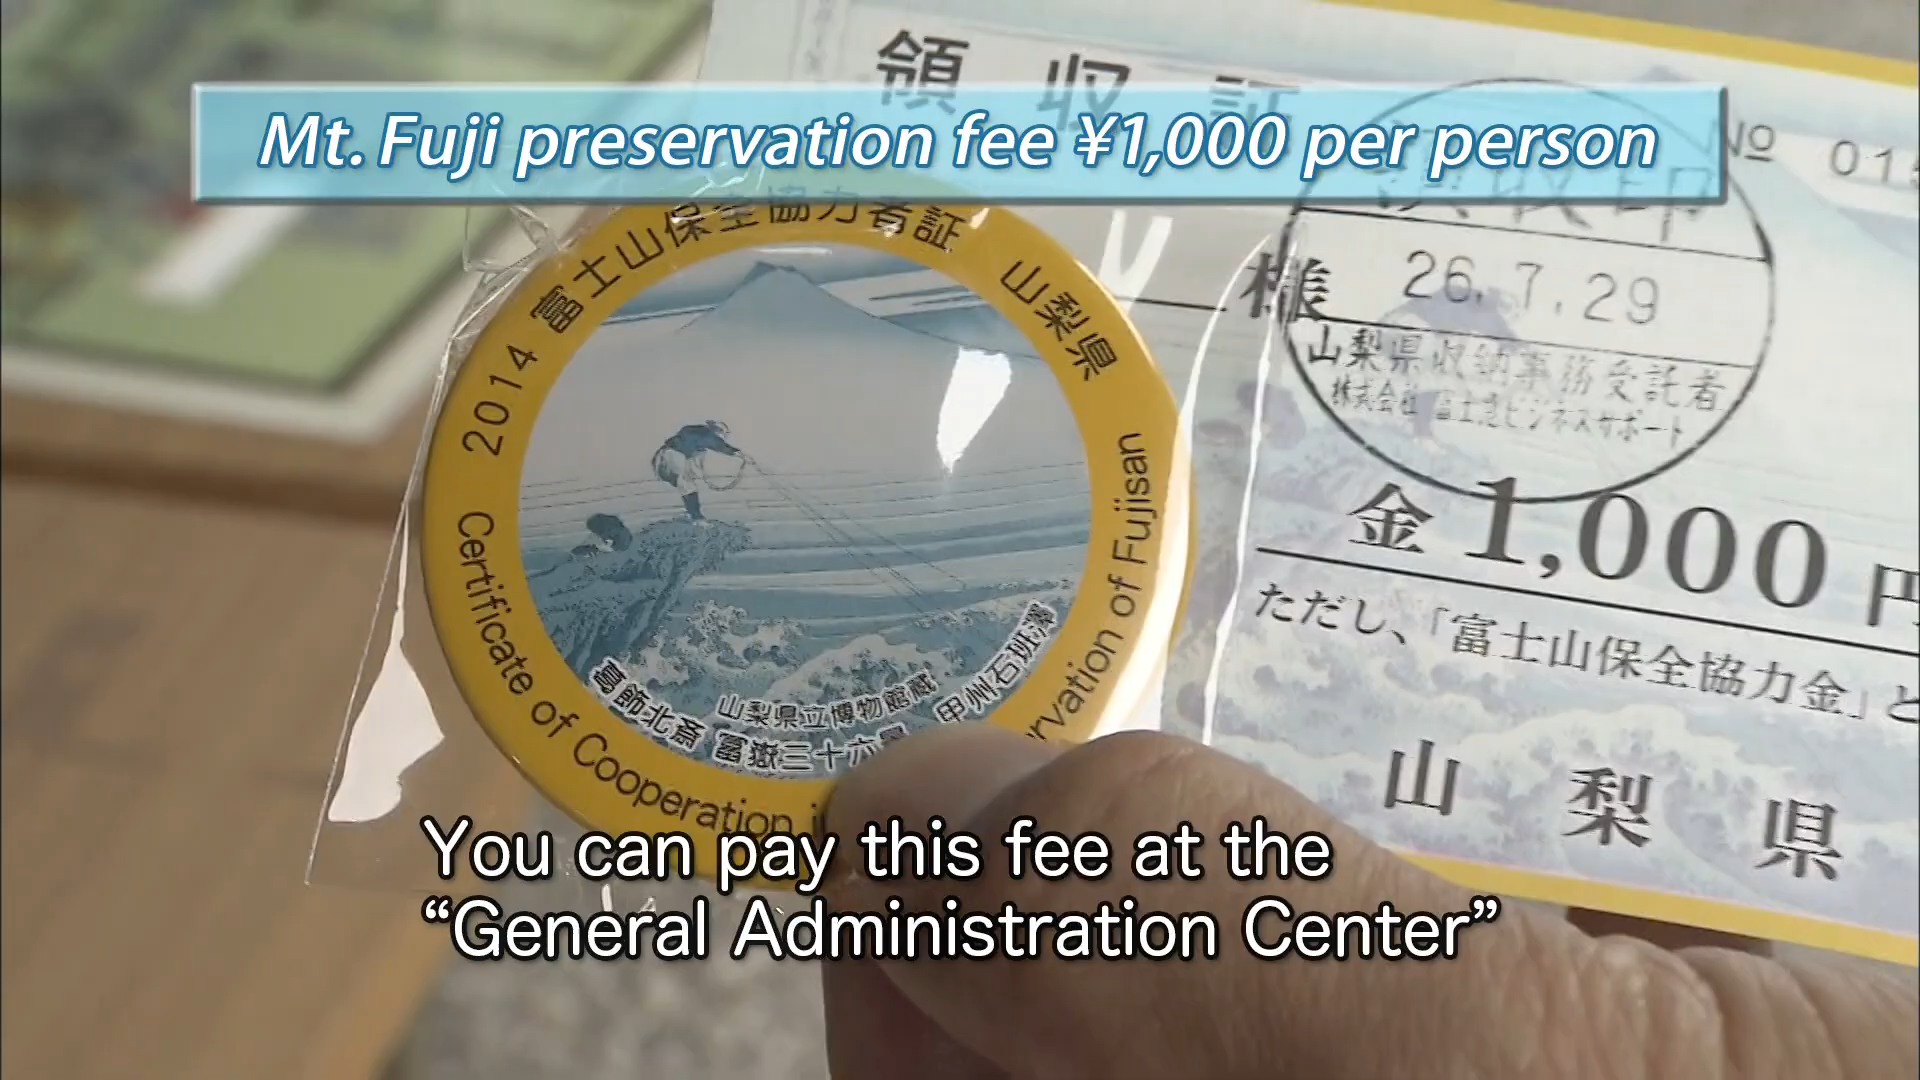 Mt. Fuji preservation fee ¥1,000 per person
領収証
№ 015
領収印
26.7.29
山梨県収納事務受託者
株式会社 富士急ビジネスサポート
様
金 1,000 円
ただし、「富士山保全協力金」と
山梨県
2014 富士山保全協力者証 山梨県
Certificate of Cooperation
rvation of Fujisan
山梨県立博物館蔵
葛飾北斎 富嶽三十六景 甲州石班澤
You can pay this fee at the
“General Administration Center”